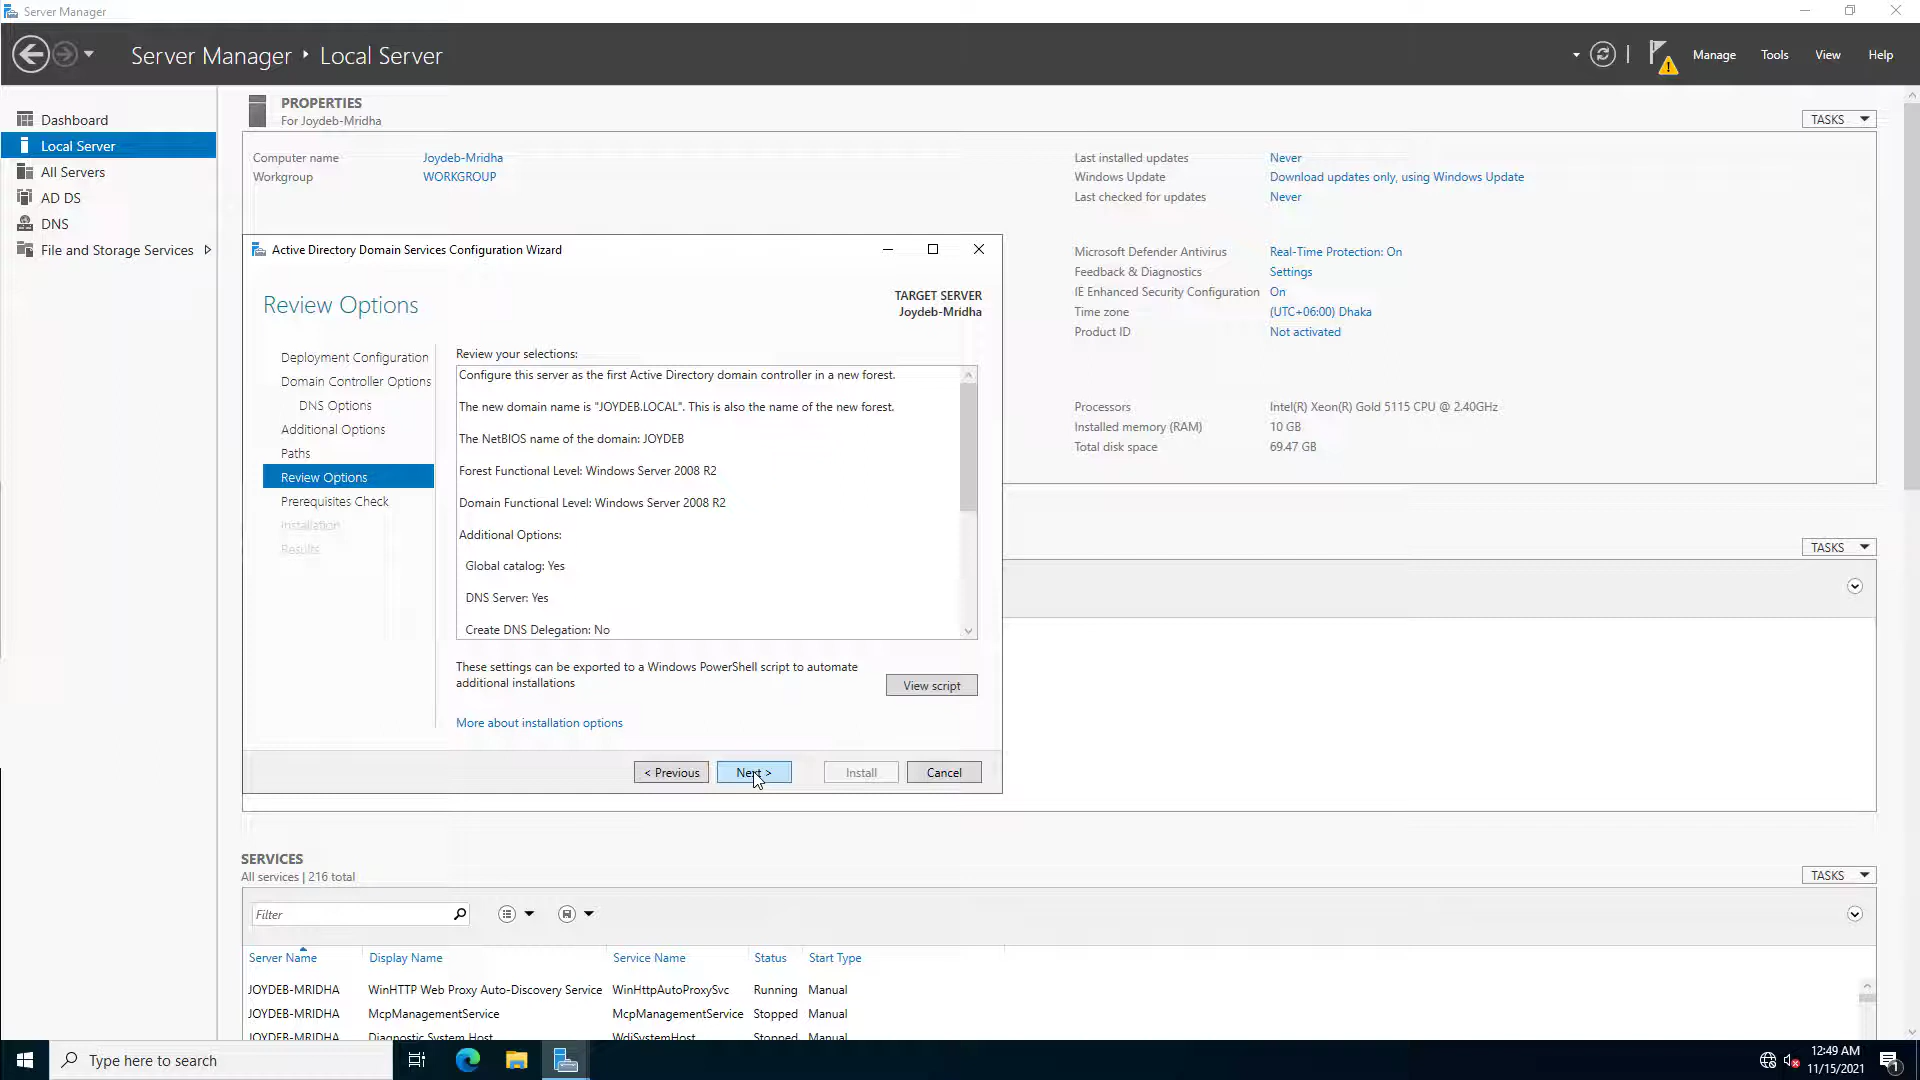 Server Manager
Server Manager ‣ Local Server
Manage
Tools
View
Help
Dashboard
Local Server
All Servers
AD DS
DNS
File and Storage Services
PROPERTIES
For Joydeb-Mridha
TASKS
Computer name
Joydeb-Mridha
Workgroup
WORKGROUP
Last installed updates
Never
Windows Update
Download updates only, using Windows Update
Last checked for updates
Never
Microsoft Defender Antivirus
Real-Time Protection: On
Feedback & Diagnostics
Settings
IE Enhanced Security Configuration
On
Time zone
(UTC+06:00) Dhaka
Product ID
Not activated
Processors
Intel(R) Xeon(R) Gold 5115 CPU @ 2.40GHz
Installed memory (RAM)
10 GB
Total disk space
69.47 GB
TASKS
Active Directory Domain Services Configuration Wizard
Review Options
TARGET SERVER
Joydeb-Mridha
Deployment Configuration
Domain Controller Options
DNS Options
Additional Options
Paths
Review Options
Prerequisites Check
Installation
Results
Review your selections:
Configure this server as the first Active Directory domain controller in a new forest.
The new domain name is "JOYDEB.LOCAL". This is also the name of the new forest.
The NetBIOS name of the domain: JOYDEB
Forest Functional Level: Windows Server 2008 R2
Domain Functional Level: Windows Server 2008 R2
Additional Options:
Global catalog: Yes
DNS Server: Yes
Create DNS Delegation: No
These settings can be exported to a Windows PowerShell script to automate
additional installations
View script
More about installation options
< Previous
Next >
Install
Cancel
SERVICES
All services | 216 total
TASKS
Filter
Server Name
Display Name
Service Name
Status
Start Type
JOYDEB-MRIDHA
WinHTTP Web Proxy Auto-Discovery Service
WinHttpAutoProxySvc
Running
Manual
JOYDEB-MRIDHA
McpManagementService
McpManagementService
Stopped
Manual
JOYDEB-MRIDHA
Diagnostic System Host
WdiSystemHost
Stopped
Manual
Type here to search
12:49 AM
11/15/2021
1